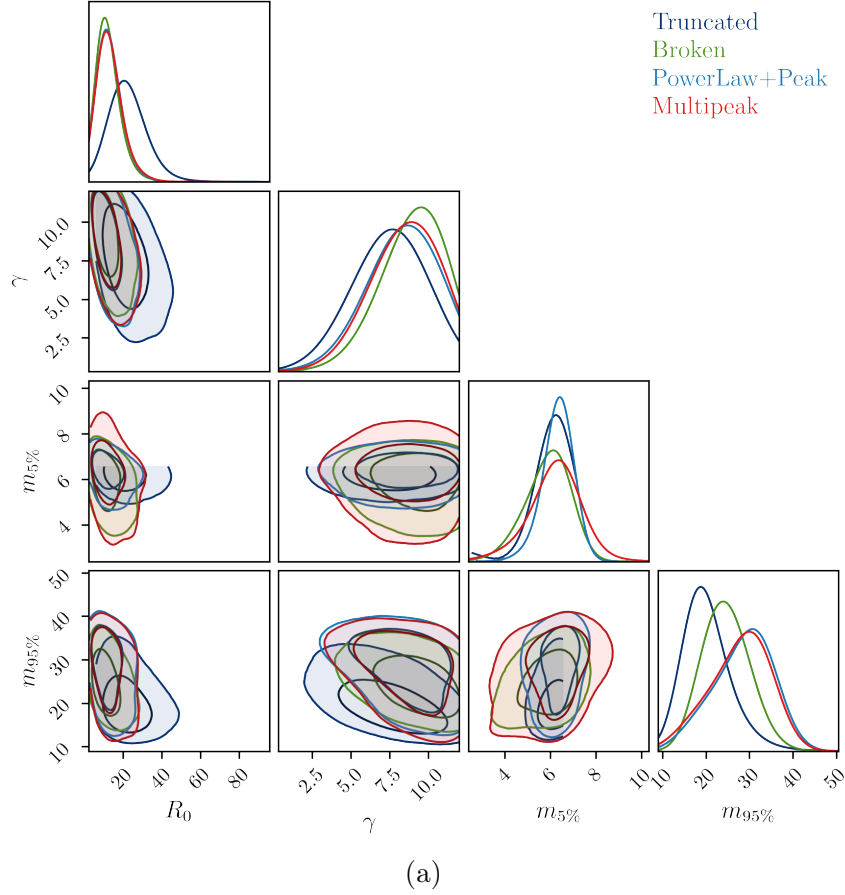 Truncated
Broken
PowerLaw+Peak
Multipeak
10.0
7.5
5.0
2.5
γ
10
8
6
4
m5%
50
40
30
20
10
m95%
20 40 60 80
R0
2.5 5.0 7.5 10.0
γ
4 6 8 10
m5%
10 20 30 40 50
m95%
(a)